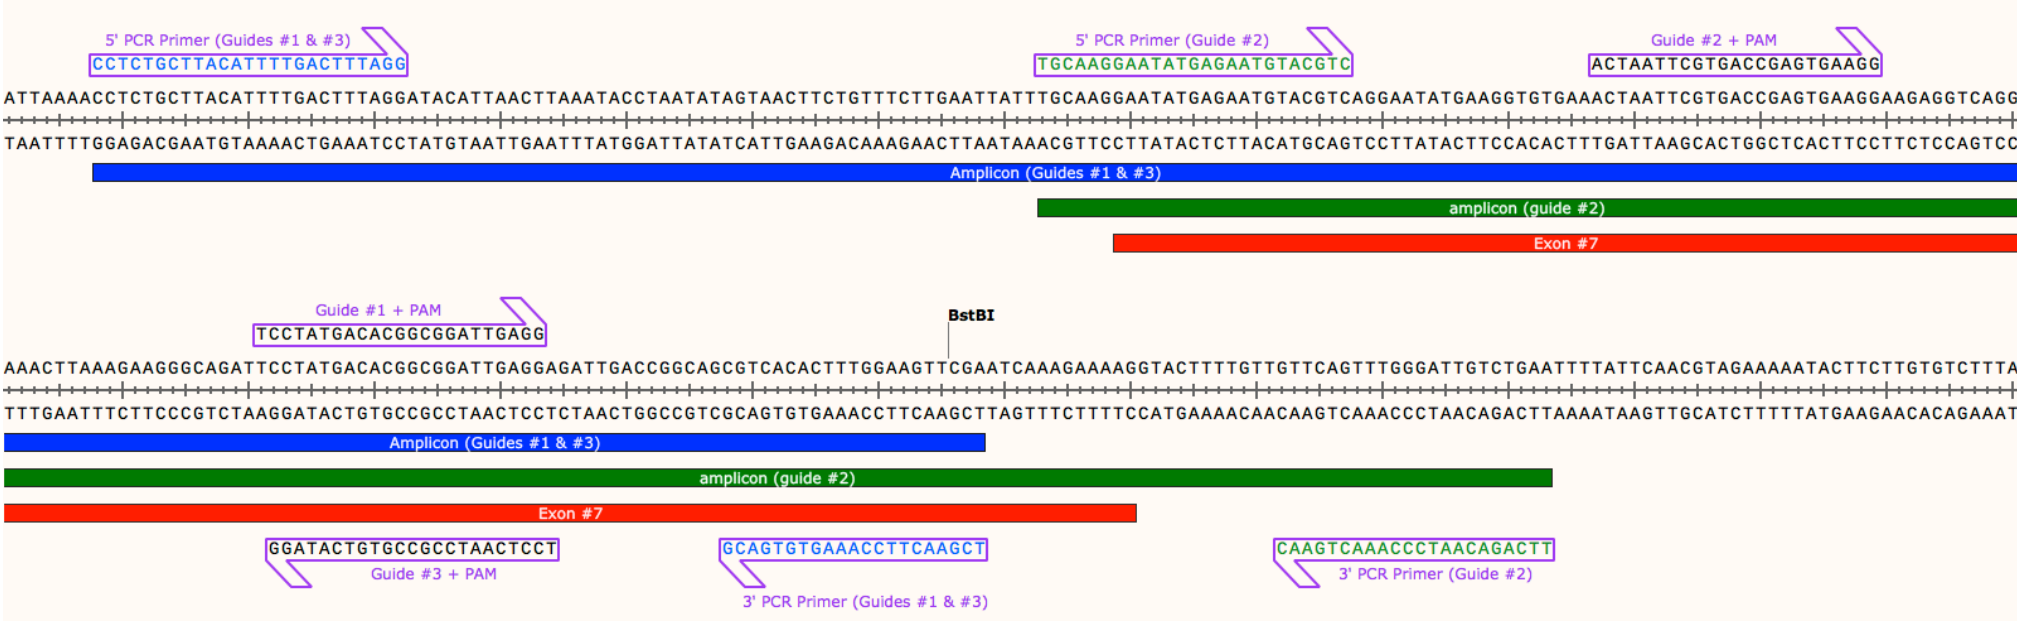 5' PCR Primer (Guides #1 & #3)
5' PCR Primer (Guide #2)
Guide #2 + PAM
CCTCTGCTTACATTTTGACTTTAGG
TGCAAGGAATATGAGAATGTACGTC
ACTAATTCGTGACCGAGTGAAGG
ATTAAAACCTCTGCTTACATTTTGACTTTAGGATACATTAACTTAAATACCTAATATAGTAACTTCTGTTTCTTGAATTATTTGCAAGGAATATGAGAATGTACGTCAGGAATATGAAGGTGTGAAACTAATTCGTGACCGAGTGAAGGAAGAGGTCAGG
TAATTTTGGAGACGAATGTAAAACTGAAATCCTATGTAATTGAATTTATGGATTATATCATTGAAGACAAAGAACTTAATAAACGTTCCTTATACTCTTACATGCAGTCCTTATACTTCCACACTTTGATTAAGCACTGGCTCACTTCCTTCTCCAGTCC
Amplicon (Guides #1 & #3)
amplicon (guide #2)
Exon #7
Guide #1 + PAM
TCCTATGACACGGCGGATTGAGG
BstBI
AAACTTAAAGAAGGGCAGATTCCTATGACACGGCGGATTGAGGAGATTGACCGGCAGCGTCACACTTTGGAAGTTCGAATCAAAGAAAAGGTACTTTTGTTGTTCAGTTTGGGATTGTCTGAATTTTATTCAACGTAGAAAAATACTTCTTGTGTCTTTA
TTTGAATTTCTTCCCGTCTAAGGATACTGTGCCGCCTAACTCCTCTAACTGGCCGTCGCAGTGTGAAACCTTCAAGCTTAGTTTCTTTTCCATGAAAACAACAAGTCAAACCCTAACAGACTTAAAATAAGTTGCATCTTTTTATGAAGAACACAGAAAT
Amplicon (Guides #1 & #3)
amplicon (guide #2)
Exon #7
GGATACTGTGCCGCCTAACTCCT
GCAGTGTGAAACCTTCAAGCT
CAAGTCAAACCCTAACAGACTT
Guide #3 + PAM
3' PCR Primer (Guide #2)
3' PCR Primer (Guides #1 & #3)